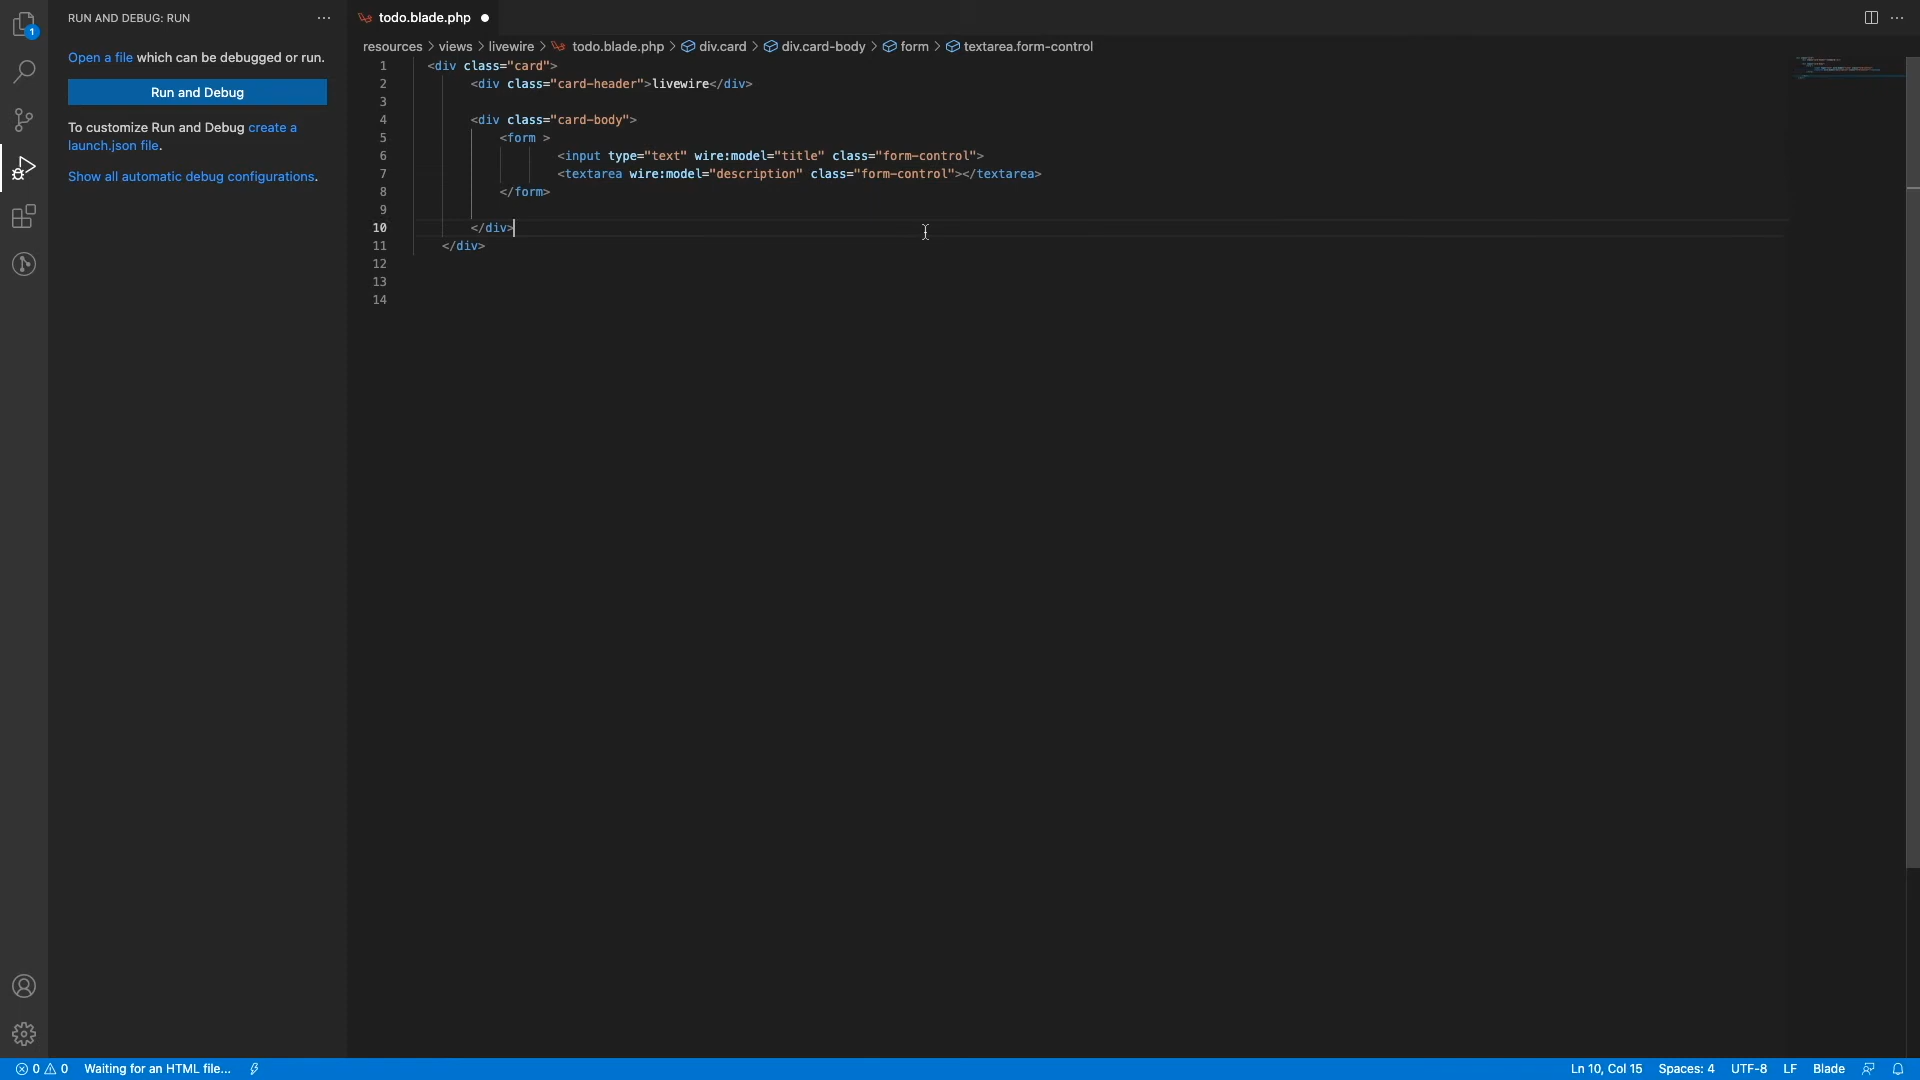 RUN AND DEBUG: RUN
Open a file which can be debugged or run.
Run and Debug
To customize Run and Debug create a
launch.json file.
Show all automatic debug configurations.
1
todo.blade.php
resources > views > livewire > todo.blade.php > div.card > div.card-body > form > textarea.form-control
1 <div class="card">
2 <div class="card-header">livewire</div>
3
4 <div class="card-body">
5 <form >
6 <input type="text" wire:model="title" class="form-control">
7 <textarea wire:model="description" class="form-control"></textarea>
8 </form>
9
10 </div>
11 </div>
12
13
14
0 0 Waiting for an HTML file... Ln 10, Col 15 Spaces: 4 UTF-8 LF Blade